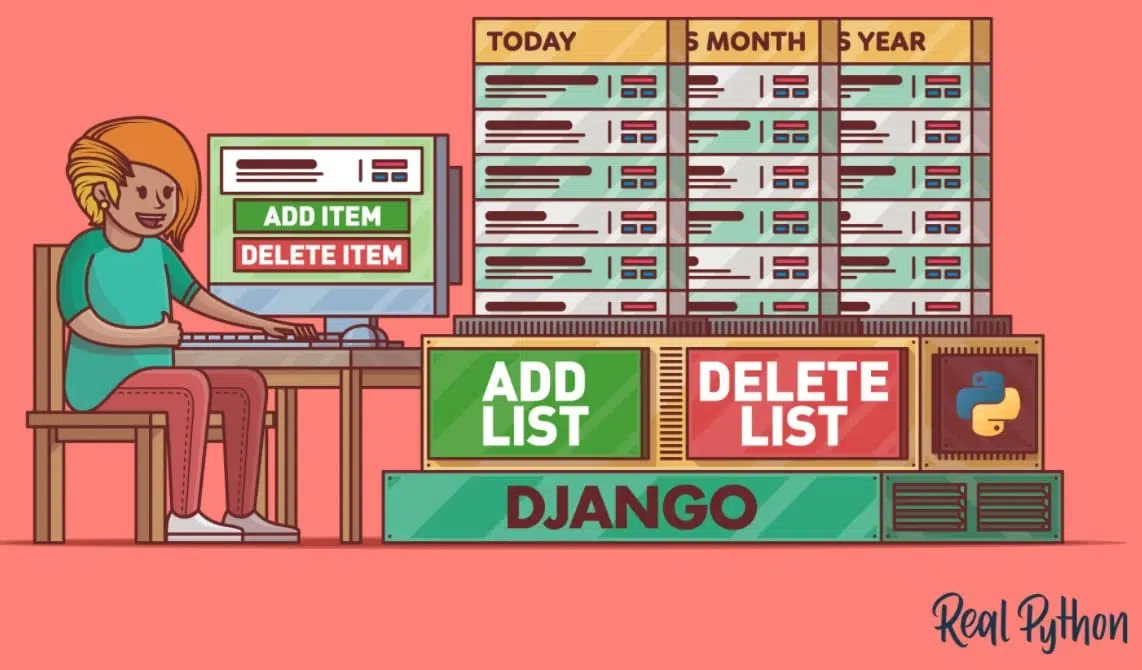 TODAY
S MONTH
S YEAR
ADD ITEM
DELETE ITEM
ADD
LIST
DELETE
LIST
DJANGO
Real Python